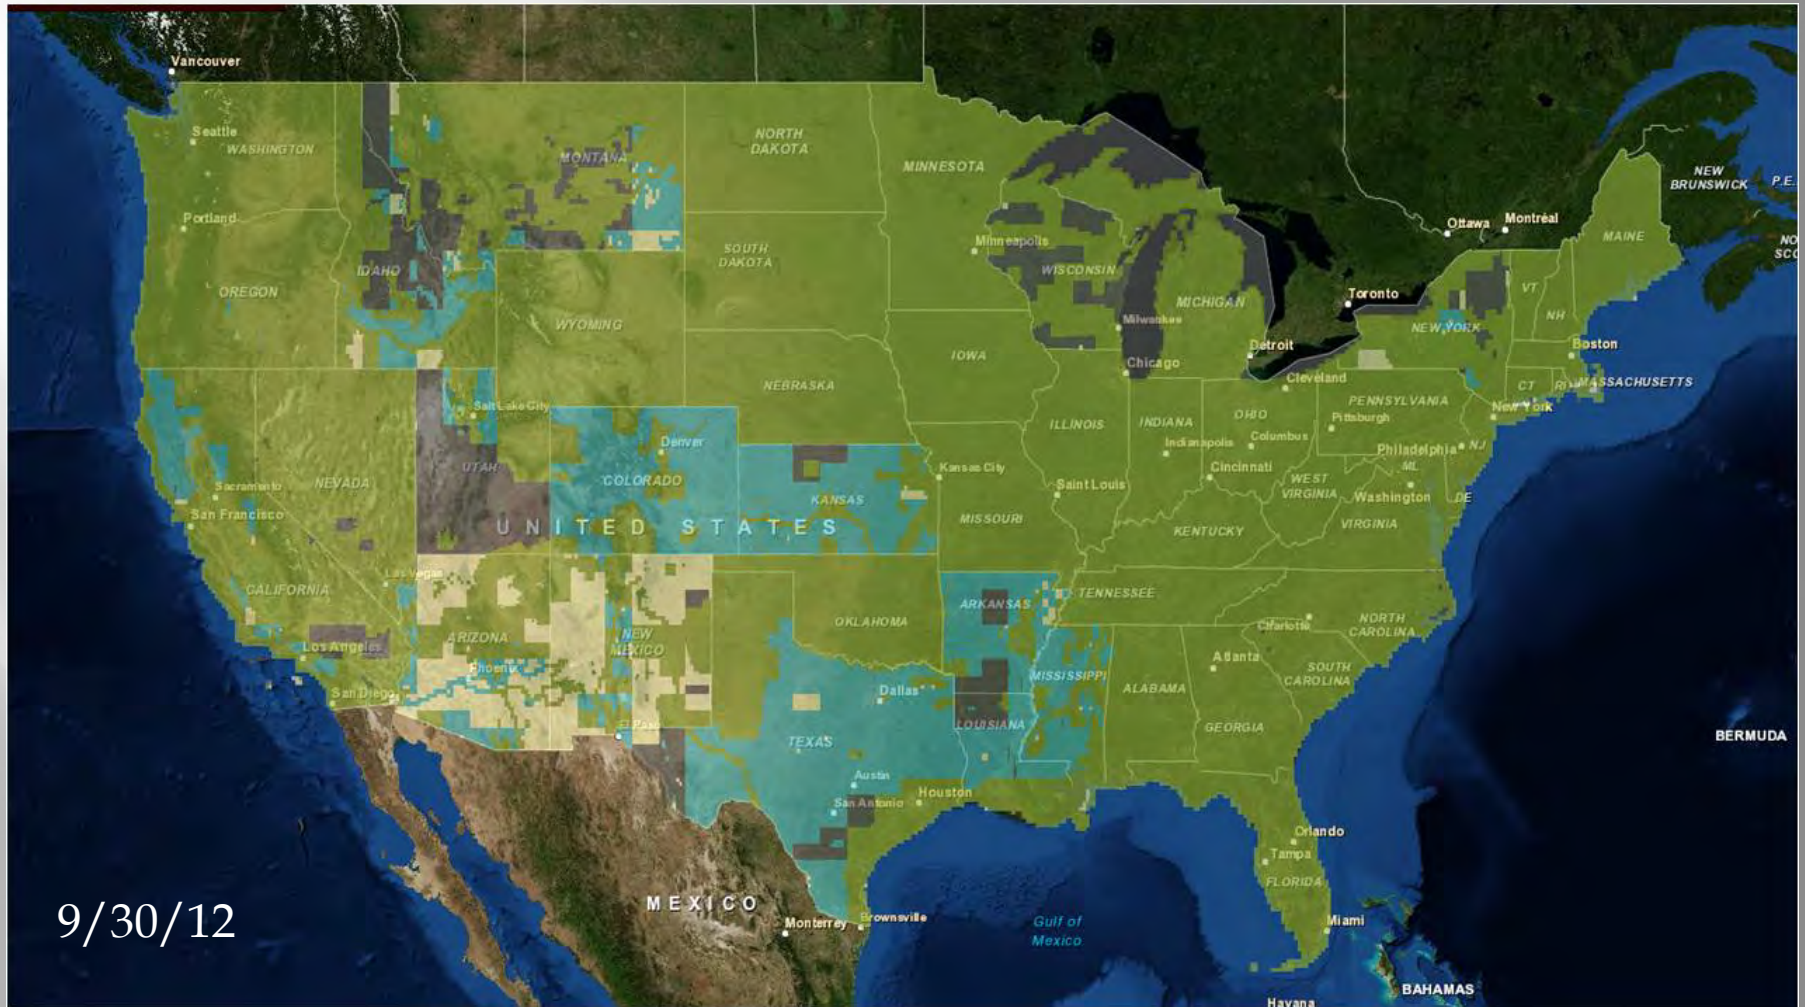 Vancouver
Seattle
WASHINGTON
MONTANA
NORTH
DAKOTA
MINNESOTA
NEW
BRUNSWICK
P.E.
Portland
Ottawa
Montréal
MAINE
Minneapolis
SOUTH
DAKOTA
NO
SCO
IDAHO
WISCONSIN
OREGON
MICHIGAN
Toronto
VT
NH
WYOMING
Milwaukee
NEW YORK
Boston
IOWA
Chicago
Detroit
Cleveland
NEBRASKA
CT
RI
MASSACHUSETTS
Salt Lake City
PENNSYLVANIA
New York
Pittsburgh
ILLINOIS
INDIANA
OHIO
Denver
Indianapolis
Columbus
Philadelphia
NJ
UTAH
Kansas City
Cincinnati
ML
Sacramento
NEVADA
COLORADO
KANSAS
Saint Louis
WEST
VIRGINIA
Washington
DE
San Francisco
UNITED STATES
MISSOURI
KENTUCKY
VIRGINIA
Las Vegas
CALIFORNIA
ARKANSAS
TENNESSEE
ARIZONA
NEW
MEXICO
OKLAHOMA
Charlotte
NORTH
CAROLINA
Los Angeles
Phoenix
Atlanta
SOUTH
CAROLINA
San Diego
Dallas
MISSISSIPPI
ALABAMA
El Paso
LOUISIANA
GEORGIA
TEXAS
BERMUDA
Austin
San Antonio
Houston
Orlando
Tampa
FLORIDA
MEXICO
9/30/12
Monterrey
Brownsville
Gulf of
Mexico
Miami
BAHAMAS
Havana